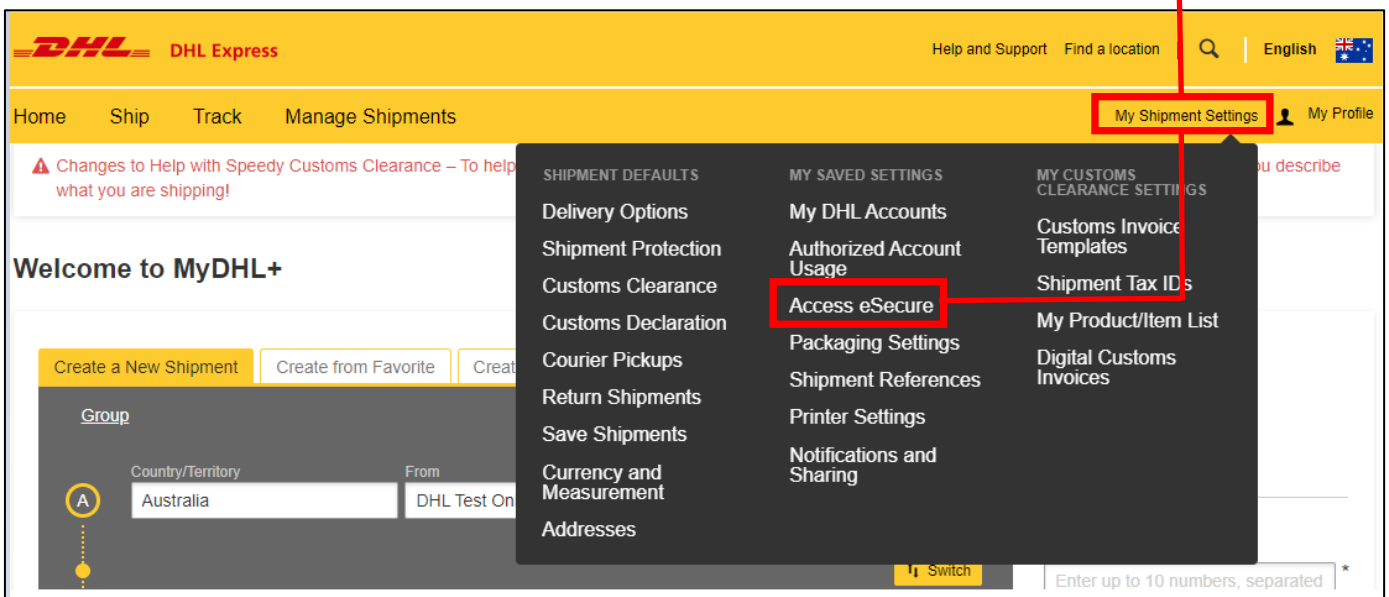 DHL DHL Express
Help and Support Find a location English
Home Ship Track Manage Shipments
My Shipment Settings My Profile
Changes to Help with Speedy Customs Clearance – To help
u describe
what you are shipping!
Welcome to MyDHL+
Create a New Shipment Create from Favorite Creat
Group
Country/Territory From
A Australia DHL Test On
SHIPMENT DEFAULTS
Delivery Options
Shipment Protection
Customs Clearance
Customs Declaration
Courier Pickups
Return Shipments
Save Shipments
Currency and
Measurement
Addresses
MY SAVED SETTINGS
My DHL Accounts
Authorized Account
Usage
Access eSecure
Packaging Settings
Shipment References
Printer Settings
Notifications and
Sharing
MY CUSTOMS
CLEARANCE SETTINGS
Customs Invoice
Templates
Shipment Tax IDs
My Product/Item List
Digital Customs
Invoices
Switch
Enter up to 10 numbers, separated *